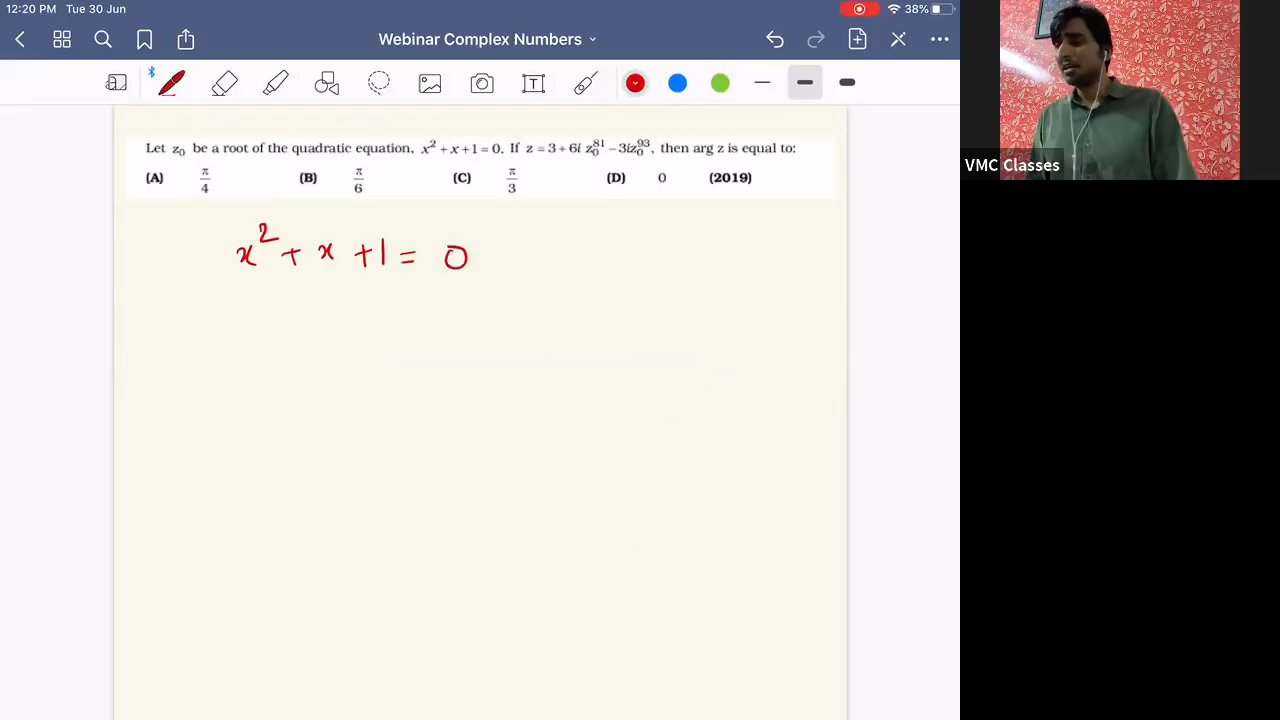 12:20 PM Tue 30 Jun
38%
Webinar Complex Numbers
T
Let z₀ be a root of the quadratic equation, x² + x + 1 = 0. If z = 3 + 6i z₀⁸¹ − 3iz₀⁹³, then arg z is equal to:
(A) π/4 (B) π/6 (C) π/3 (D) 0 (2019)
x² + x + 1 = 0
VMC Classes